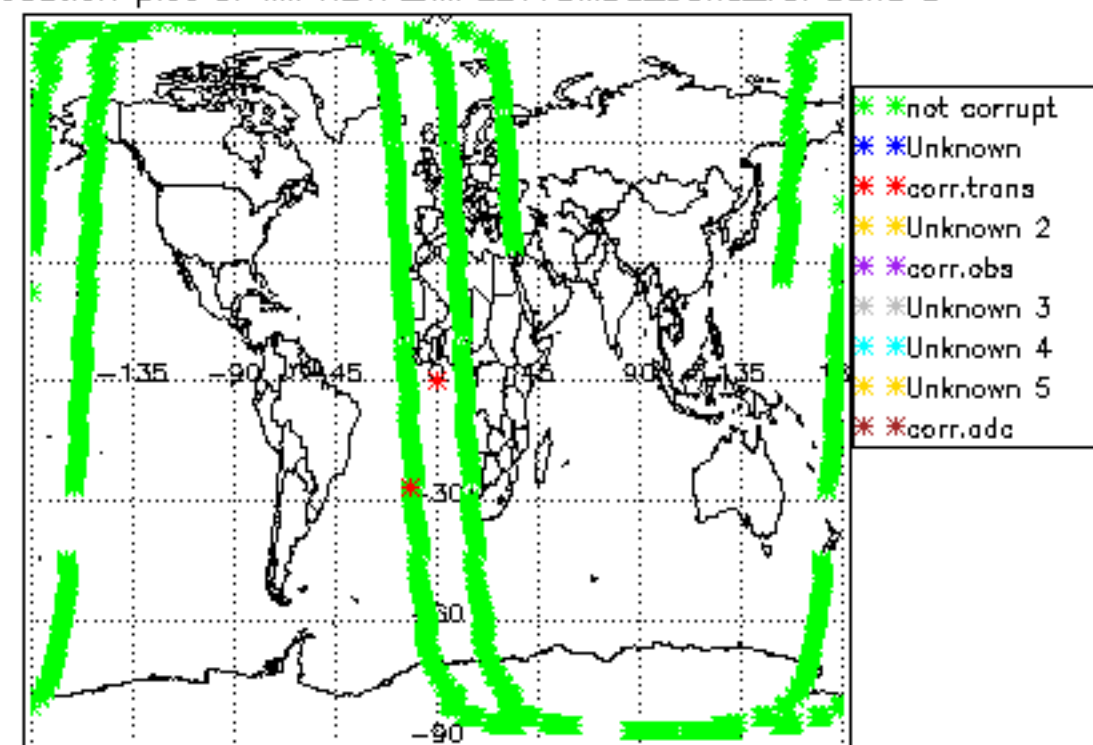 not corrupt
Unknown
corr.trans
Unknown 2
corr.obs
Unknown 3
Unknown 4
Unknown 5
corr.adc
-135 -90 -45 0 45 90 135
-30
-60
-90